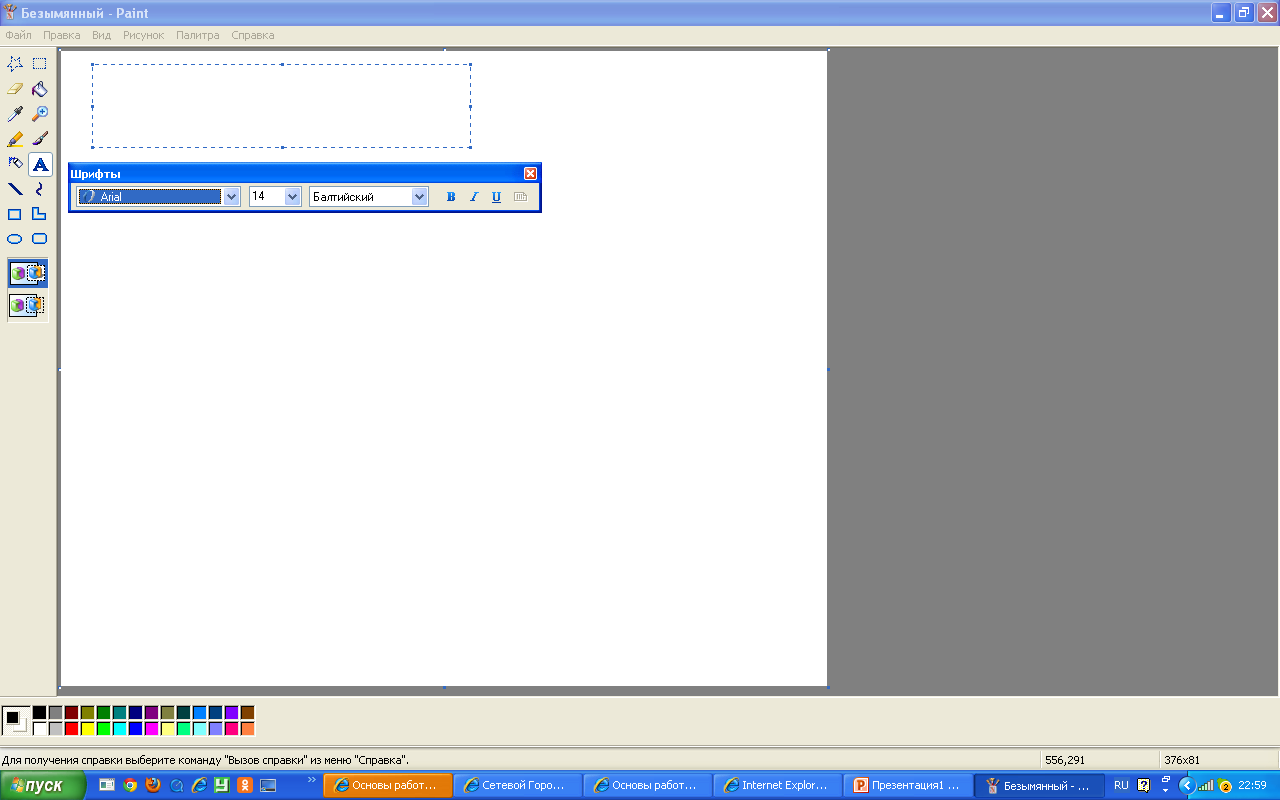 Безымянный - Paint
Файл Правка Вид Рисунок Палитра Справка
A
Шрифты
Arial 14 Балтийский B I U
Для получения справки выберите команду "Вызов справки" из меню "Справка". 556,291 376x81
пуск Основы работ... Сетевой Горо... Основы работ... Internet Explor... Презентация1 ... Безымянный - ... RU 2 22:59